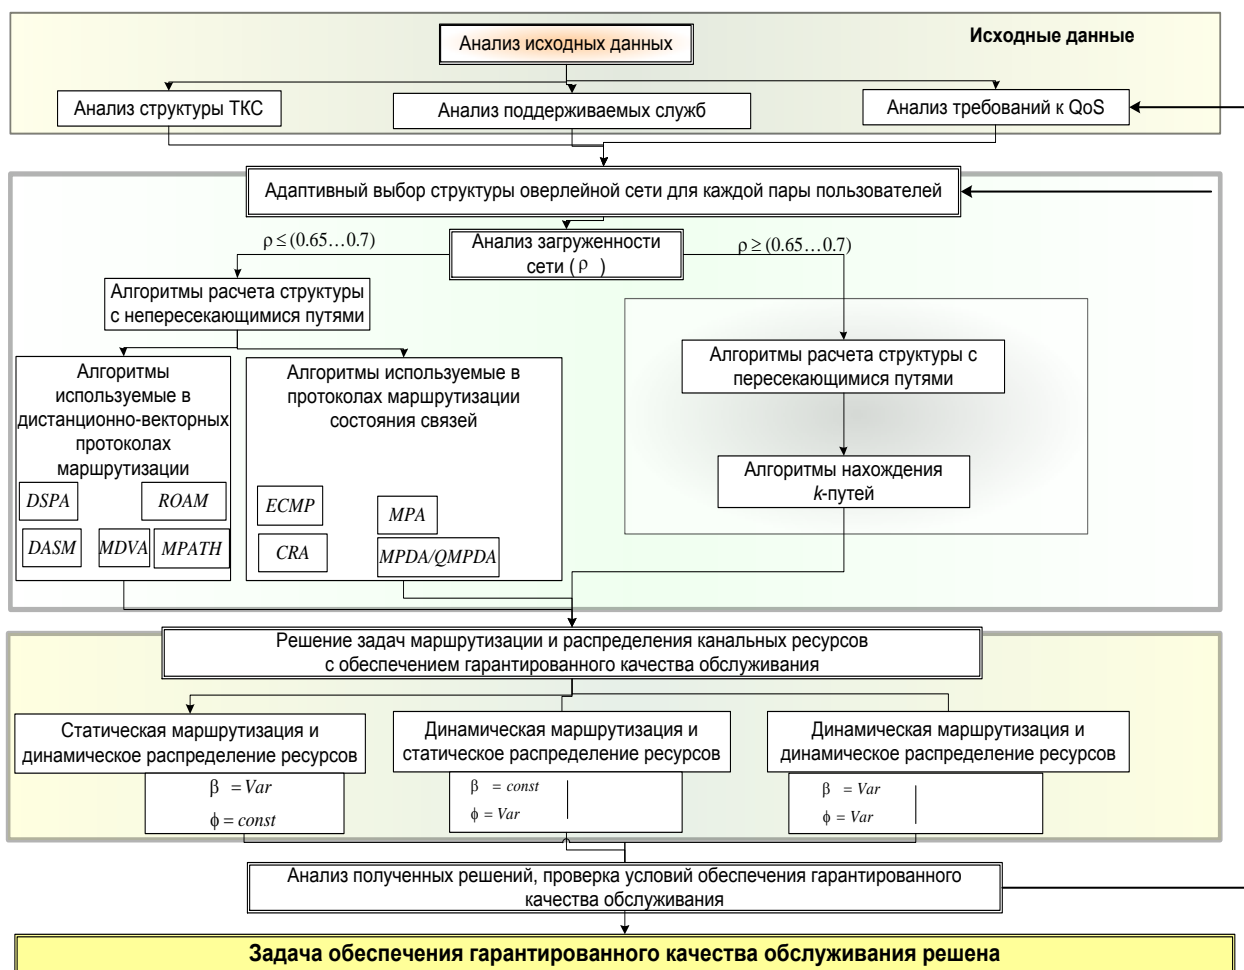 Исходные данные
Анализ исходных данных
Анализ структуры ТКС
Анализ поддерживаемых служб
Анализ требований к QoS
Адаптивный выбор структуры оверлейной сети для каждой пары пользователей
ρ ≤ (0.65…0.7)
Анализ загруженности
сети ( ρ )
ρ ≥ (0.65…0.7)
Алгоритмы расчета структуры
с непересекающимися путями
Алгоритмы
используемые в
дистанционно-векторных
протоколах
маршрутизации
DSPA
ROAM
DASM
MDVA
MPATH
Алгоритмы используемые в
протоколах маршрутизации
состояния связей
ECMP
MPA
CRA
MPDA/QMPDA
Алгоритмы расчета структуры с
пересекающимися путями
Алгоритмы нахождения
k-путей
Решение задач маршрутизации и распределения канальных ресурсов
с обеспечением гарантированного качества обслуживания
Статическая маршрутизация и
динамическое распределение ресурсов
β = Var
ϕ = const
Динамическая маршрутизация и
статическое распределение ресурсов
β = const
ϕ = Var
Динамическая маршрутизация и
динамическое распределение ресурсов
β = Var
ϕ = Var
Анализ полученных решений, проверка условий обеспечения гарантированного
качества обслуживания
Задача обеспечения гарантированного качества обслуживания решена